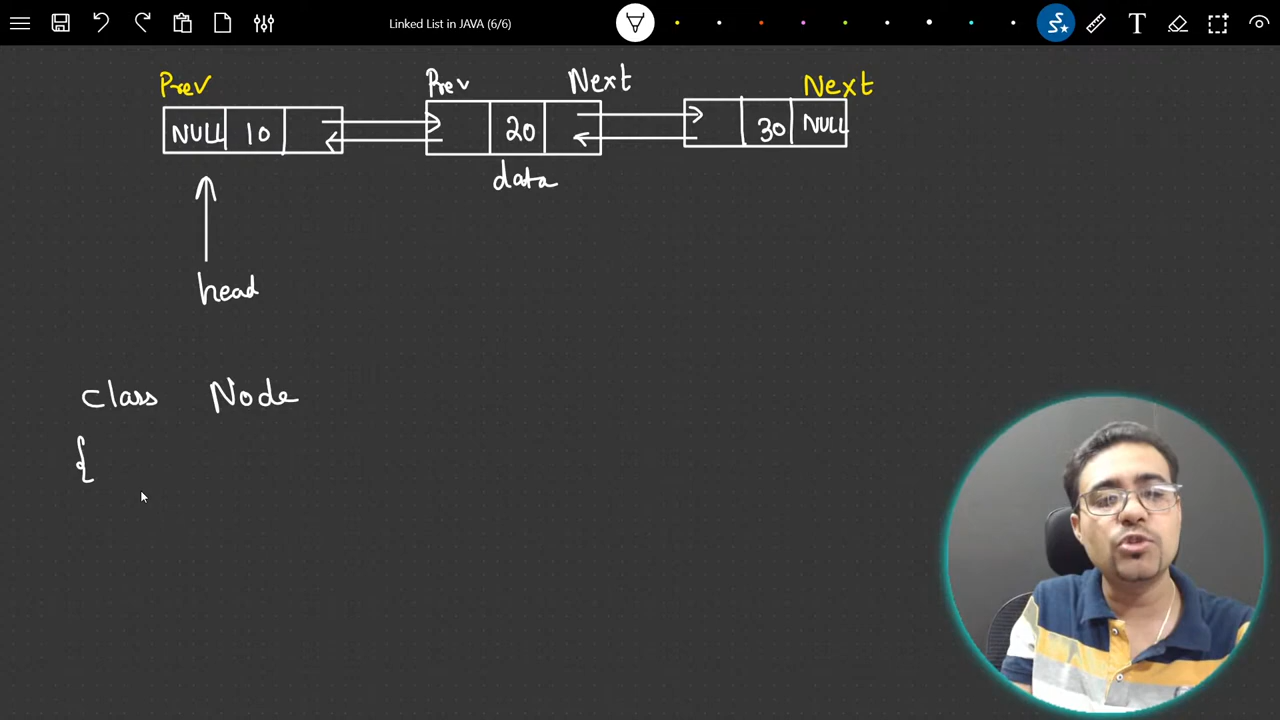 Linked List in JAVA (6/6)
T
Prev Prev Next Next
NULL 10 20 30 NULL
data
head
class Node
{